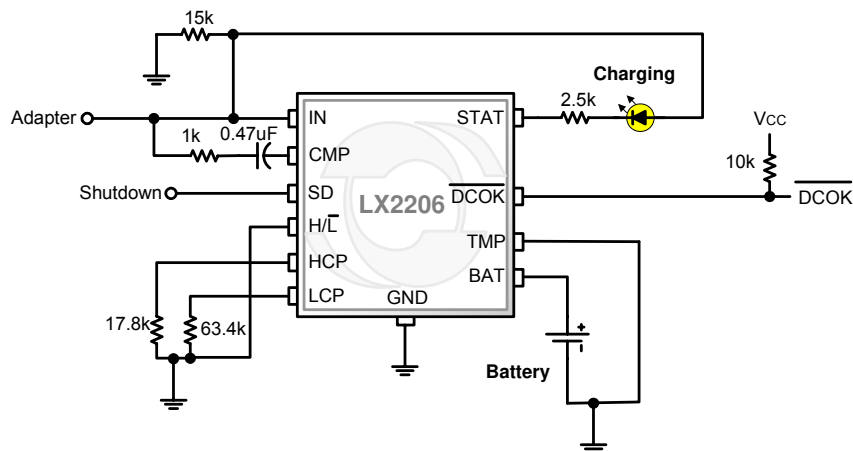 15k
Charging
2.5k
Adapter
1k
0.47uF
IN
STAT
VCC
CMP
10k
Shutdown
SD
LX2206
DCOK
DCOK
H/L
TMP
HCP
BAT
LCP
GND
17.8k
63.4k
+
-
Battery